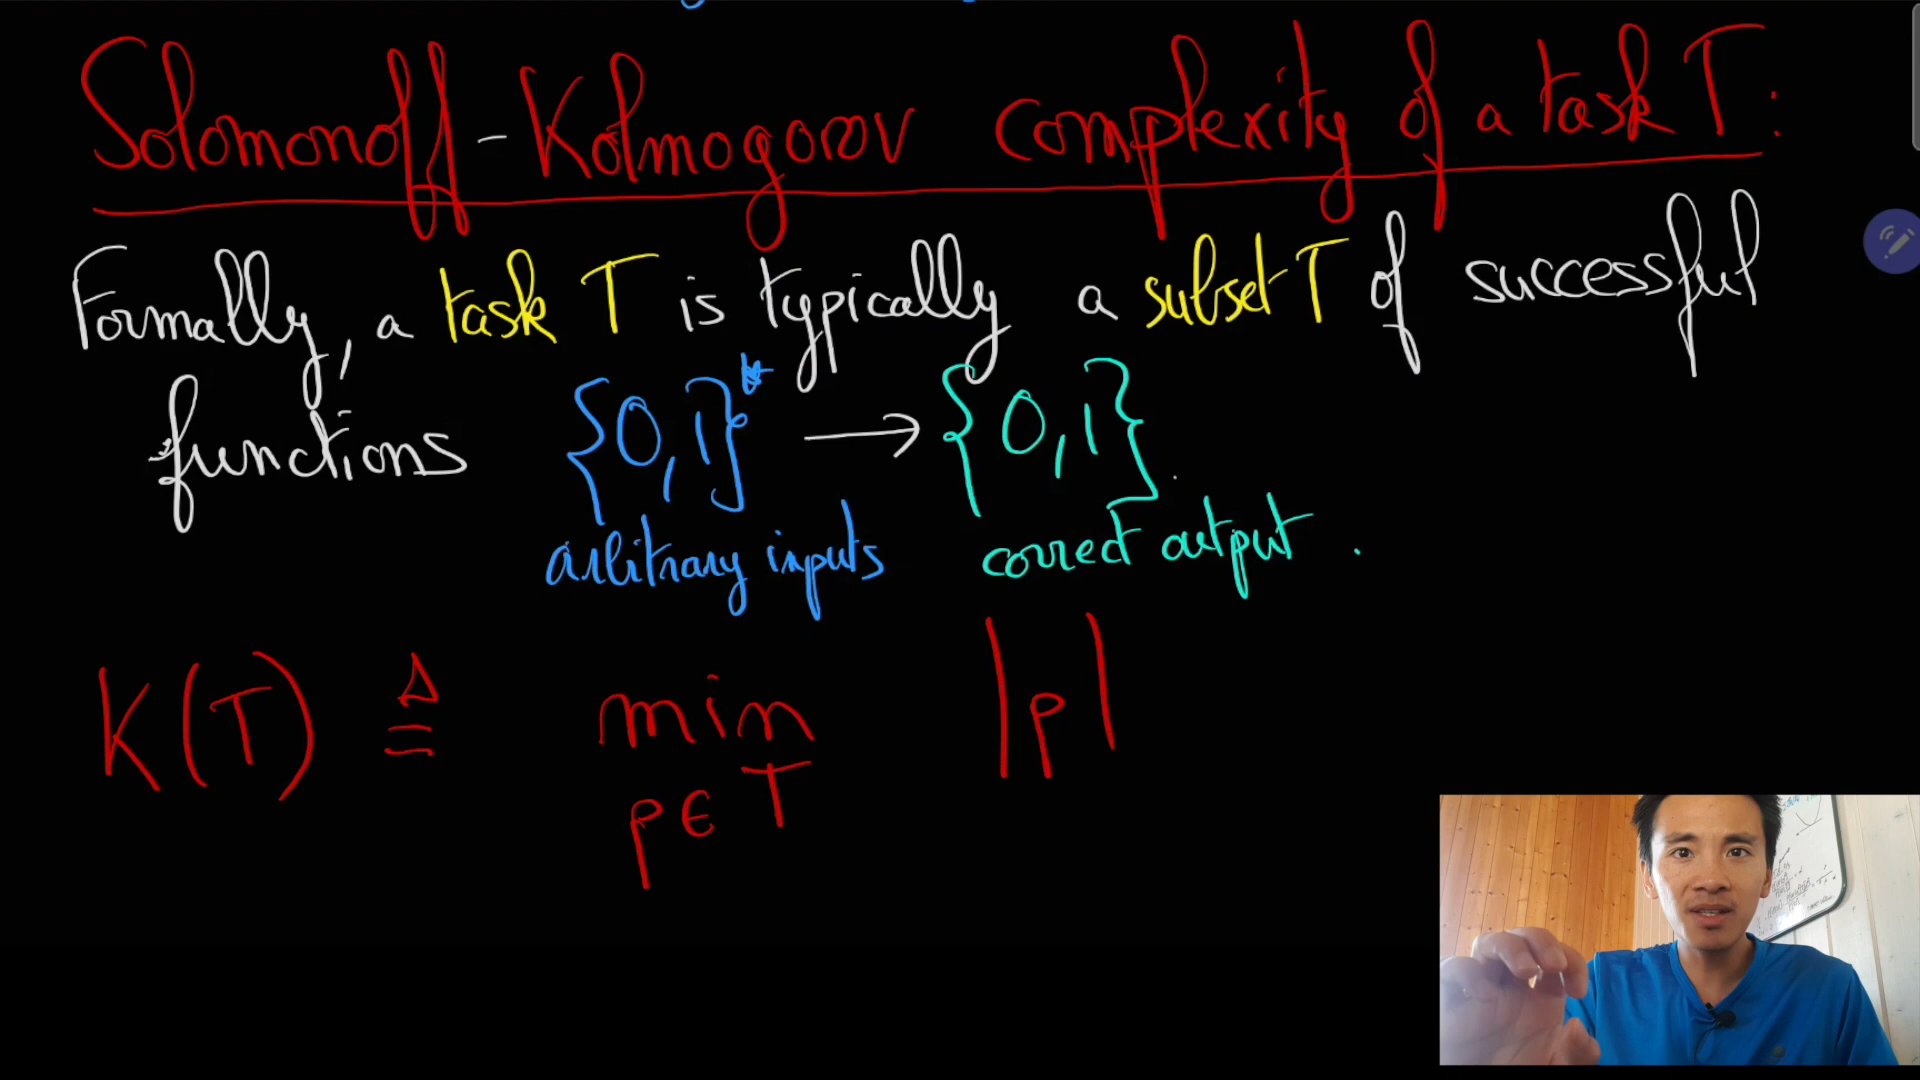 Solomonoff - Kolmogorov complexity of a task T :
Formally, a task T is typically a subset T of successful
functions {0,1}* → {0,1}.
arbitrary inputs correct output .
K(T) ≜ min |p|
p ∈ T